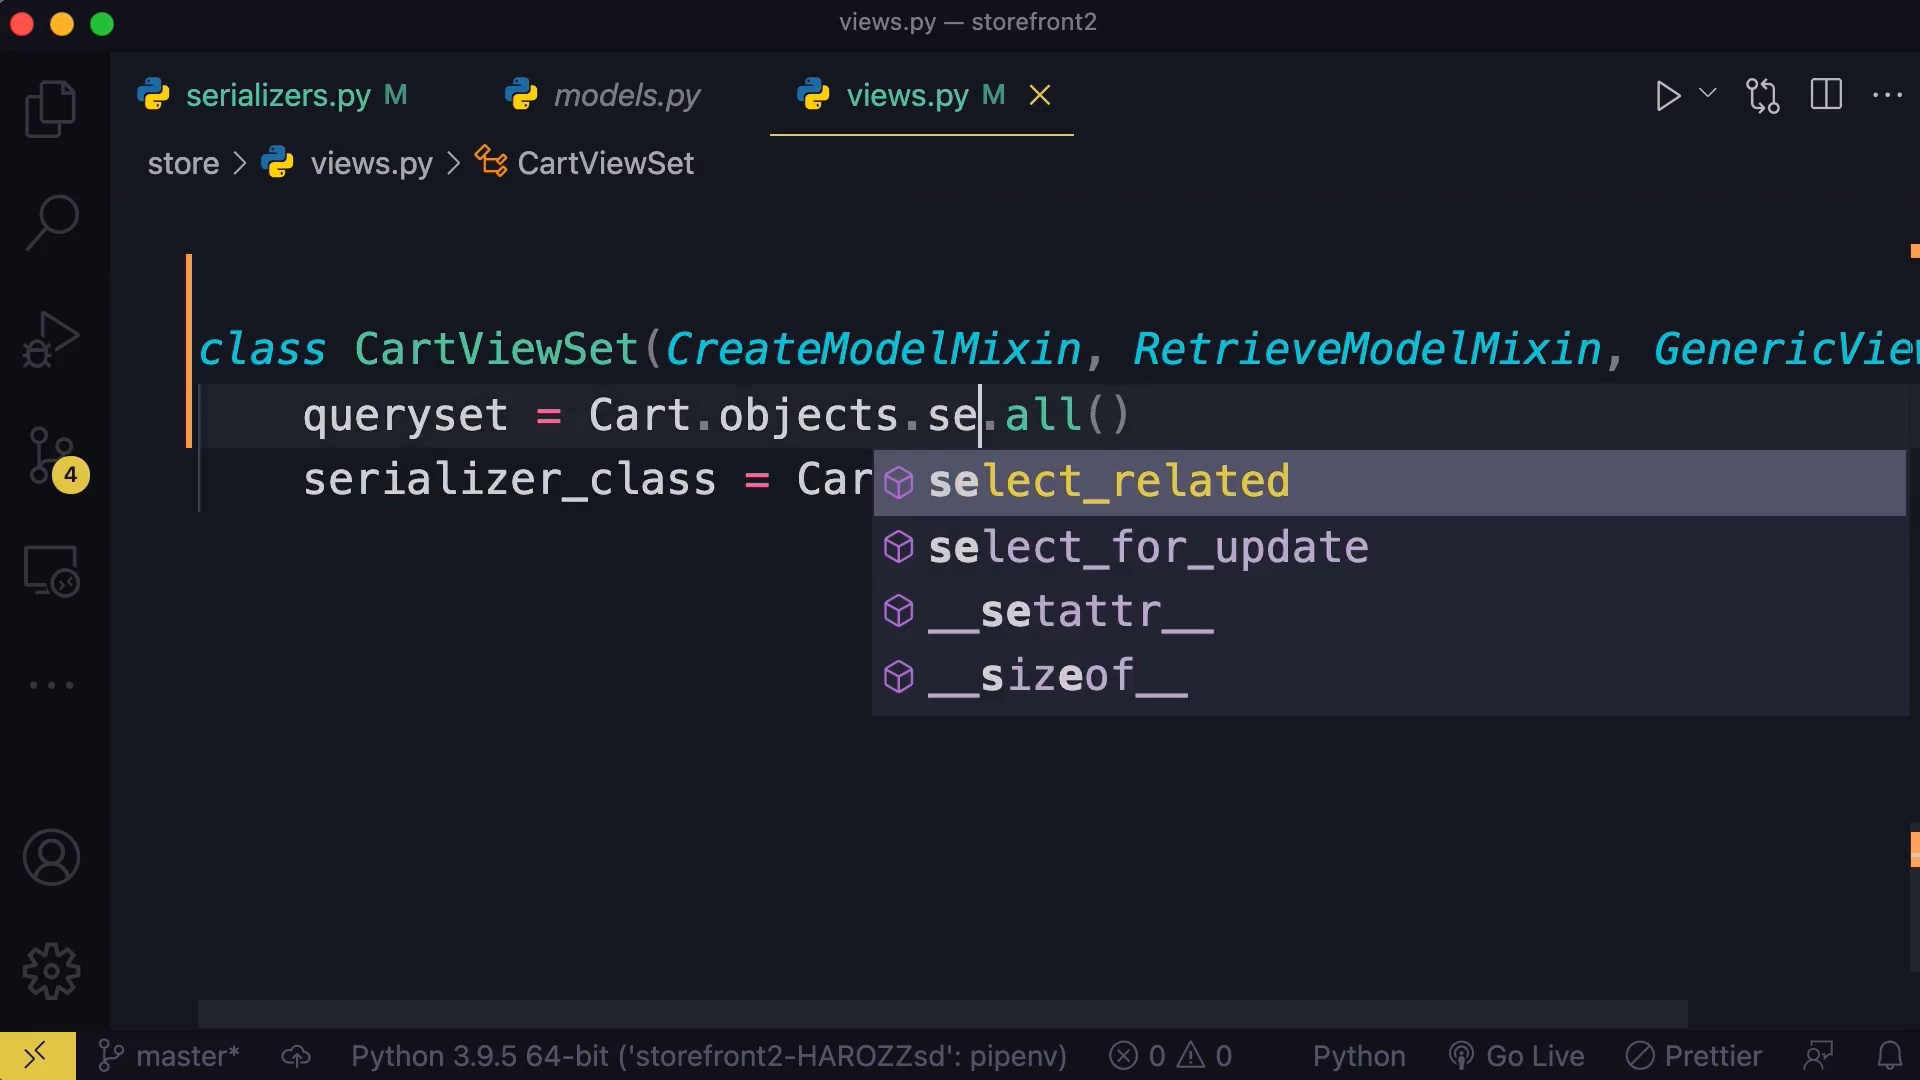 views.py — storefront2
serializers.py M models.py views.py M
store > views.py > CartViewSet
class CartViewSet(CreateModelMixin, RetrieveModelMixin, GenericView
queryset = Cart.objects.se.all()
serializer_class = Car
select_related
select_for_update
__setattr__
__sizeof__
4
master* Python 3.9.5 64-bit ('storefront2-HAROZZsd': pipenv) 0 0 Python Go Live Prettier